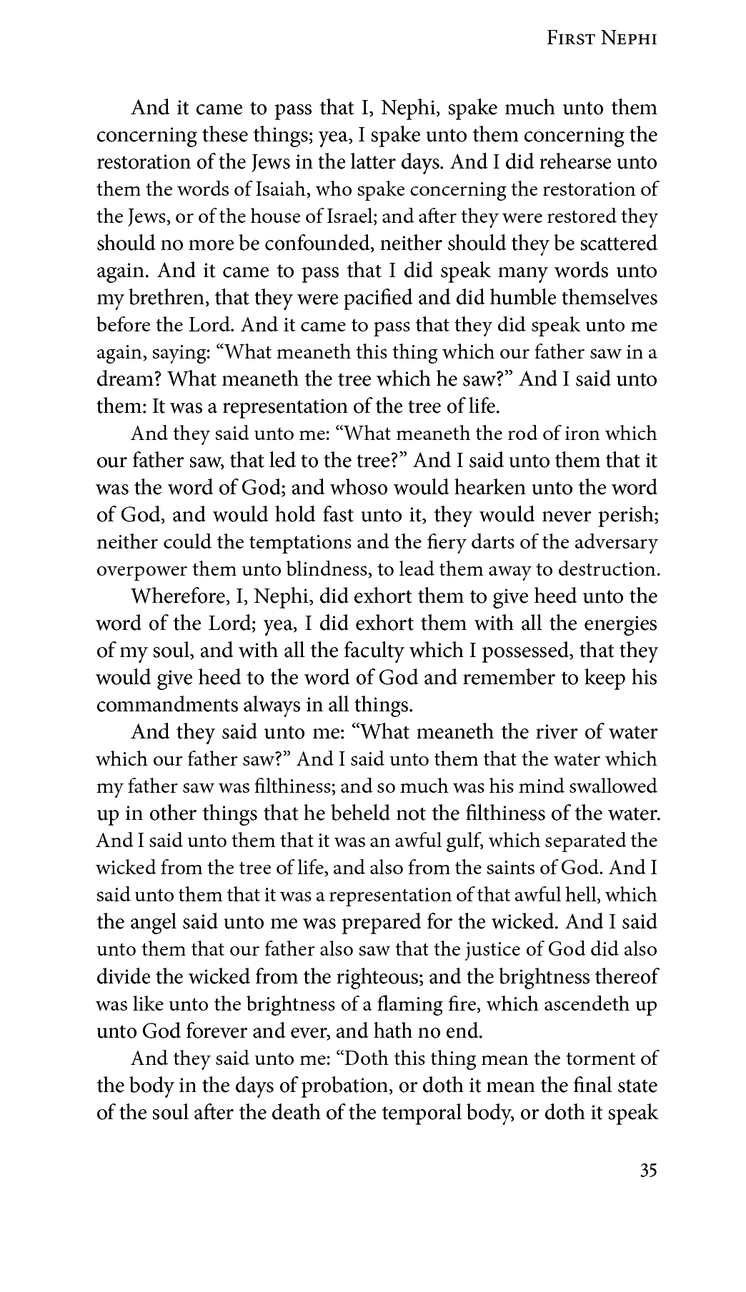 First Nephi
And it came to pass that I, Nephi, spake much unto them
concerning these things; yea, I spake unto them concerning the
restoration of the Jews in the latter days. And I did rehearse unto
them the words of Isaiah, who spake concerning the restoration of
the Jews, or of the house of Israel; and after they were restored they
should no more be confounded, neither should they be scattered
again. And it came to pass that I did speak many words unto
my brethren, that they were pacified and did humble themselves
before the Lord. And it came to pass that they did speak unto me
again, saying: “What meaneth this thing which our father saw in a
dream? What meaneth the tree which he saw?” And I said unto
them: It was a representation of the tree of life.
And they said unto me: “What meaneth the rod of iron which
our father saw, that led to the tree?” And I said unto them that it
was the word of God; and whoso would hearken unto the word
of God, and would hold fast unto it, they would never perish;
neither could the temptations and the fiery darts of the adversary
overpower them unto blindness, to lead them away to destruction.
Wherefore, I, Nephi, did exhort them to give heed unto the
word of the Lord; yea, I did exhort them with all the energies
of my soul, and with all the faculty which I possessed, that they
would give heed to the word of God and remember to keep his
commandments always in all things.
And they said unto me: “What meaneth the river of water
which our father saw?” And I said unto them that the water which
my father saw was filthiness; and so much was his mind swallowed
up in other things that he beheld not the filthiness of the water.
And I said unto them that it was an awful gulf, which separated the
wicked from the tree of life, and also from the saints of God. And I
said unto them that it was a representation of that awful hell, which
the angel said unto me was prepared for the wicked. And I said
unto them that our father also saw that the justice of God did also
divide the wicked from the righteous; and the brightness thereof
was like unto the brightness of a flaming fire, which ascendeth up
unto God forever and ever, and hath no end.
And they said unto me: “Doth this thing mean the torment of
the body in the days of probation, or doth it mean the final state
of the soul after the death of the temporal body, or doth it speak
35